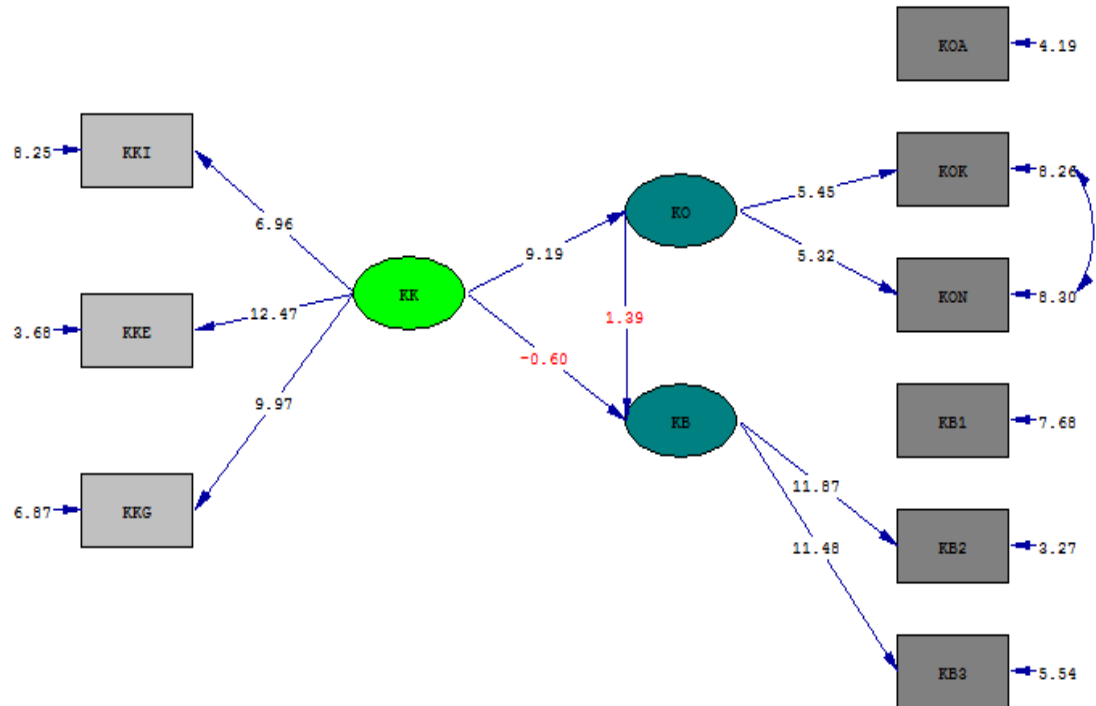 KOA
4.19
8.25
KKI
KOK
8.26
6.96
5.45
KO
9.19
5.32
KK
KON
8.30
12.47
1.39
3.68
KKE
-0.60
9.97
KB
KB1
7.68
11.87
6.87
KKG
11.48
KB2
3.27
KB3
5.54